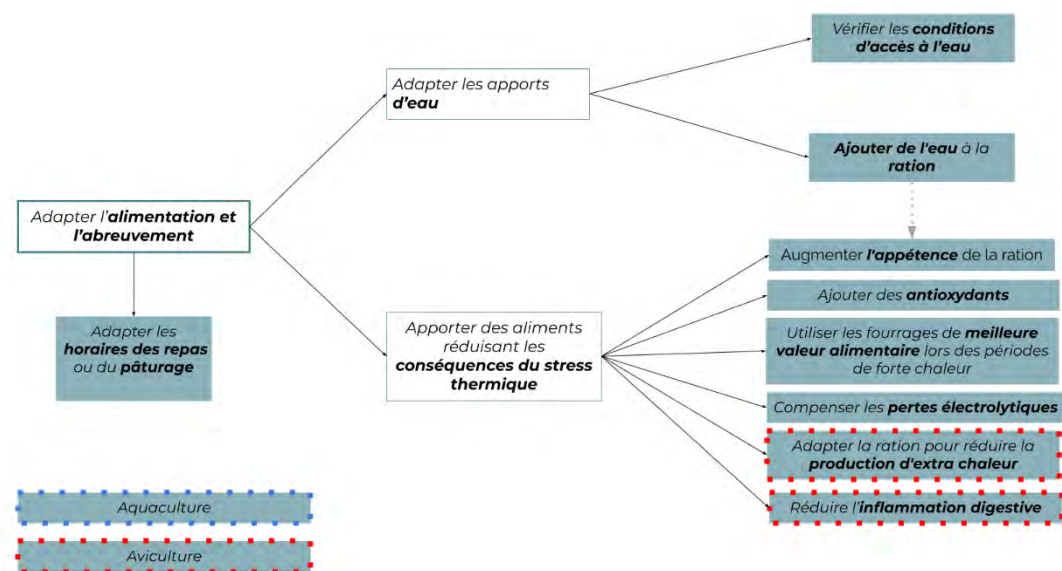 Vérifier les conditions
d'accès à l'eau
Adapter les apports
d'eau
Ajouter de l'eau à la
ration
Adapter l'alimentation et
l'abreuvement
Augmenter l'appétence de la ration
Ajouter des antioxydants
Adapter les
horaires des repas
ou du pâturage
Apporter des aliments
réduisant les
conséquences du stress
thermique
Utiliser les fourrages de meilleure
valeur alimentaire lors des périodes
de forte chaleur
Compenser les pertes électrolytiques
Adapter la ration pour réduire la
production d'extra chaleur
Réduire l'inflammation digestive
Aquaculture
Aviculture